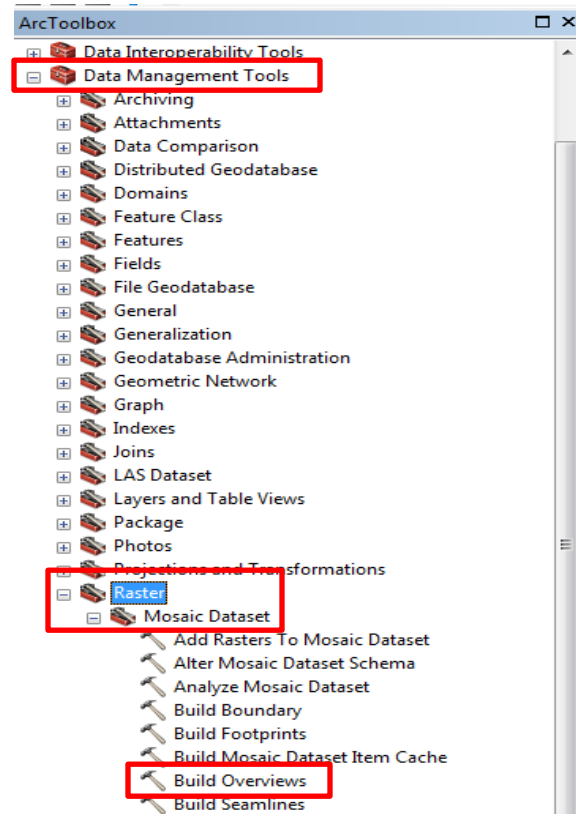 ArcToolbox
Data Interoperability Tools
Data Management Tools
Archiving
Attachments
Data Comparison
Distributed Geodatabase
Domains
Feature Class
Features
Fields
File Geodatabase
General
Generalization
Geodatabase Administration
Geometric Network
Graph
Indexes
Joins
LAS Dataset
Layers and Table Views
Package
Photos
Projections and Transformations
Raster
Mosaic Dataset
Add Rasters To Mosaic Dataset
Alter Mosaic Dataset Schema
Analyze Mosaic Dataset
Build Boundary
Build Footprints
Build Mosaic Dataset Item Cache
Build Overviews
Build Seamlines